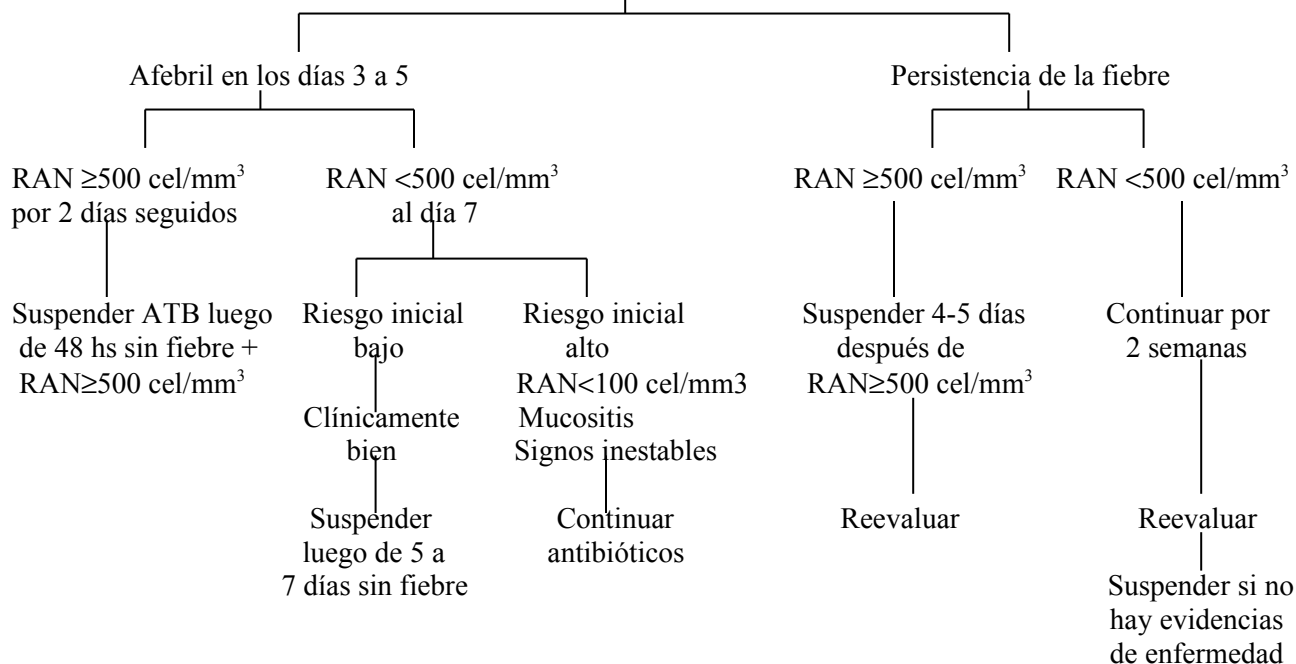 Afebril en los días 3 a 5
Persistencia de la fiebre
RAN ≥500 cel/mm³
por 2 días seguidos
RAN <500 cel/mm³
al día 7
RAN ≥500 cel/mm³
RAN <500 cel/mm³
Suspender ATB luego
de 48 hs sin fiebre +
RAN≥500 cel/mm³
Riesgo inicial
bajo
Riesgo inicial
alto
RAN<100 cel/mm3
Mucositis
Signos inestables
Suspender 4-5 días
después de
RAN≥500 cel/mm³
Continuar por
2 semanas
Clínicamente
bien
Suspender
luego de 5 a
7 días sin fiebre
Continuar
antibióticos
Reevaluar
Reevaluar
Suspender si no
hay evidencias
de enfermedad